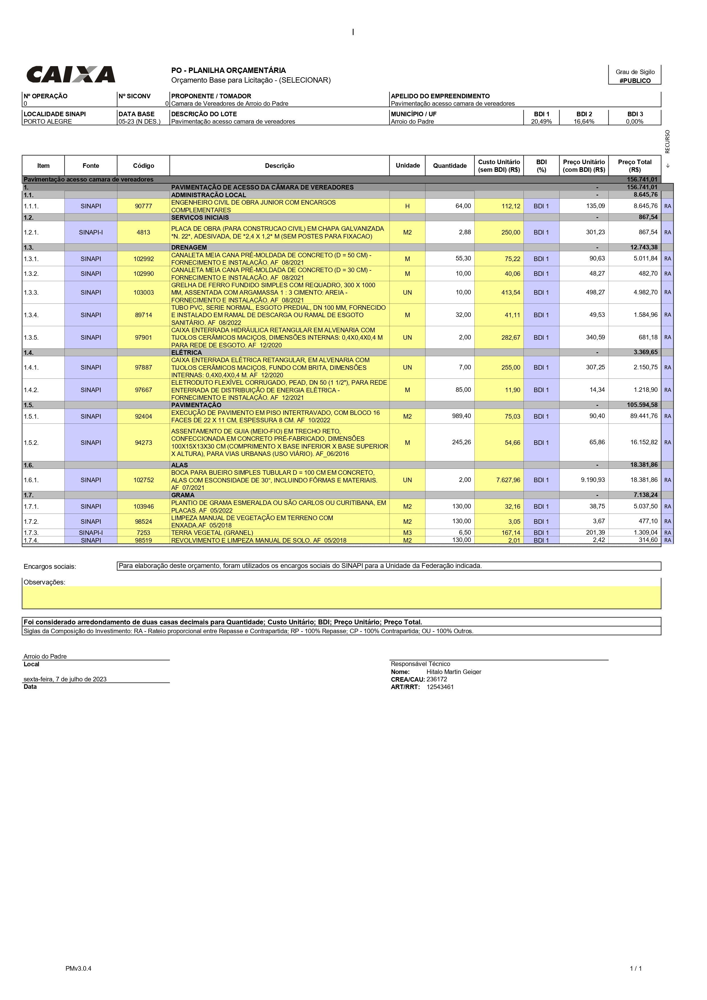 CAIXA
PO - PLANILHA ORÇAMENTÁRIA
Orçamento Base para Licitação - (SELECIONAR)
Grau de Sigilo
#PUBLICO
Nº OPERAÇÃO Nº SICONV PROPONENTE / TOMADOR APELIDO DO EMPREENDIMENTO
0 0 Camara de Vereadores de Arroio do Padre Pavimentação acesso camara de vereadores
LOCALIDADE SINAPI DATA BASE DESCRIÇÃO DO LOTE MUNICÍPIO / UF BDI 1 BDI 2 BDI 3
PORTO ALEGRE 05-23 (N DES.) Pavimentação acesso camara de vereadores Arroio do Padre 20,49% 16,64% 0,00%
RECURSO
Item Fonte Código Descrição Unidade Quantidade Custo Unitário (sem BDI) (R$) BDI (%) Preço Unitário (com BDI) (R$) Preço Total (R$) ↓
Pavimentação acesso camara de vereadores 156.741,01
1. PAVIMENTAÇÃO DE ACESSO DA CÂMARA DE VEREADORES - 156.741,01
1.1. ADMINISTRAÇÃO LOCAL - 8.645,76
1.1.1. SINAPI 90777 ENGENHEIRO CIVIL DE OBRA JUNIOR COM ENCARGOS
COMPLEMENTARES H 64,00 112,12 BDI 1 135,09 8.645,76 RA
1.2. SERVIÇOS INICIAIS - 867,54
1.2.1. SINAPI-I 4813 PLACA DE OBRA (PARA CONSTRUCAO CIVIL) EM CHAPA GALVANIZADA
*N. 22*, ADESIVADA, DE *2,4 X 1,2* M (SEM POSTES PARA FIXACAO) M2 2,88 250,00 BDI 1 301,23 867,54 RA
1.3. DRENAGEM - 12.743,38
1.3.1. SINAPI 102992 CANALETA MEIA CANA PRÉ-MOLDADA DE CONCRETO (D = 50 CM) -
FORNECIMENTO E INSTALAÇÃO. AF_08/2021 M 55,30 75,22 BDI 1 90,63 5.011,84 RA
1.3.2. SINAPI 102990 CANALETA MEIA CANA PRÉ-MOLDADA DE CONCRETO (D = 30 CM) -
FORNECIMENTO E INSTALAÇÃO. AF_08/2021 M 10,00 40,06 BDI 1 48,27 482,70 RA
1.3.3. SINAPI 103003 GRELHA DE FERRO FUNDIDO SIMPLES COM REQUADRO, 300 X 1000
MM, ASSENTADA COM ARGAMASSA 1 : 3 CIMENTO: AREIA -
FORNECIMENTO E INSTALAÇÃO. AF_08/2021 UN 10,00 413,54 BDI 1 498,27 4.982,70 RA
1.3.4. SINAPI 89714 TUBO PVC, SERIE NORMAL, ESGOTO PREDIAL, DN 100 MM, FORNECIDO
E INSTALADO EM RAMAL DE DESCARGA OU RAMAL DE ESGOTO
SANITÁRIO. AF_08/2022 M 32,00 41,11 BDI 1 49,53 1.584,96 RA
1.3.5. SINAPI 97901 CAIXA ENTERRADA HIDRÁULICA RETANGULAR EM ALVENARIA COM
TIJOLOS CERÂMICOS MACIÇOS, DIMENSÕES INTERNAS: 0,4X0,4X0,4 M
PARA REDE DE ESGOTO. AF_12/2020 UN 2,00 282,67 BDI 1 340,59 681,18 RA
1.4. ELÉTRICA - 3.369,65
1.4.1. SINAPI 97887 CAIXA ENTERRADA ELÉTRICA RETANGULAR, EM ALVENARIA COM
TIJOLOS CERÂMICOS MACIÇOS, FUNDO COM BRITA, DIMENSÕES
INTERNAS: 0,4X0,4X0,4 M. AF_12/2020 UN 7,00 255,00 BDI 1 307,25 2.150,75 RA
1.4.2. SINAPI 97667 ELETRODUTO FLEXÍVEL CORRUGADO, PEAD, DN 50 (1 1/2"), PARA REDE
ENTERRADA DE DISTRIBUIÇÃO DE ENERGIA ELÉTRICA -
FORNECIMENTO E INSTALAÇÃO. AF_12/2021 M 85,00 11,90 BDI 1 14,34 1.218,90 RA
1.5. PAVIMENTAÇÃO - 105.594,58
1.5.1. SINAPI 92404 EXECUÇÃO DE PAVIMENTO EM PISO INTERTRAVADO, COM BLOCO 16
FACES DE 22 X 11 CM, ESPESSURA 8 CM. AF_10/2022 M2 989,40 75,03 BDI 1 90,40 89.441,76 RA
1.5.2. SINAPI 94273 ASSENTAMENTO DE GUIA (MEIO-FIO) EM TRECHO RETO,
CONFECCIONADA EM CONCRETO PRÉ-FABRICADO, DIMENSÕES
100X15X13X30 CM (COMPRIMENTO X BASE INFERIOR X BASE SUPERIOR
X ALTURA), PARA VIAS URBANAS (USO VIÁRIO). AF_06/2016 M 245,26 54,66 BDI 1 65,86 16.152,82 RA
1.6. ALAS - 18.381,86
1.6.1. SINAPI 102752 BOCA PARA BUEIRO SIMPLES TUBULAR D = 100 CM EM CONCRETO,
ALAS COM ESCONSIDADE DE 30°, INCLUINDO FÔRMAS E MATERIAIS.
AF_07/2021 UN 2,00 7.627,96 BDI 1 9.190,93 18.381,86 RA
1.7. GRAMA - 7.138,24
1.7.1. SINAPI 103946 PLANTIO DE GRAMA ESMERALDA OU SÃO CARLOS OU CURITIBANA, EM
PLACAS. AF_05/2022 M2 130,00 32,16 BDI 1 38,75 5.037,50 RA
1.7.2. SINAPI 98524 LIMPEZA MANUAL DE VEGETAÇÃO EM TERRENO COM
ENXADA.AF_05/2018 M2 130,00 3,05 BDI 1 3,67 477,10 RA
1.7.3. SINAPI-I 7253 TERRA VEGETAL (GRANEL) M3 6,50 167,14 BDI 1 201,39 1.309,04 RA
1.7.4. SINAPI 98519 REVOLVIMENTO E LIMPEZA MANUAL DE SOLO. AF_05/2018 M2 130,00 2,01 BDI 1 2,42 314,60 RA
Encargos sociais: Para elaboração deste orçamento, foram utilizados os encargos sociais do SINAPI para a Unidade da Federação indicada.
Observações:
Foi considerado arredondamento de duas casas decimais para Quantidade; Custo Unitário; BDI; Preço Unitário; Preço Total.
Siglas da Composição do Investimento: RA - Rateio proporcional entre Repasse e Contrapartida; RP - 100% Repasse; CP - 100% Contrapartida; OU - 100% Outros.
Arroio do Padre
Local
sexta-feira, 7 de julho de 2023
Data
Responsável Técnico
Nome: Hitalo Martin Geiger
CREA/CAU: 236172
ART/RRT: 12543461
PMv3.0.4 1 / 1